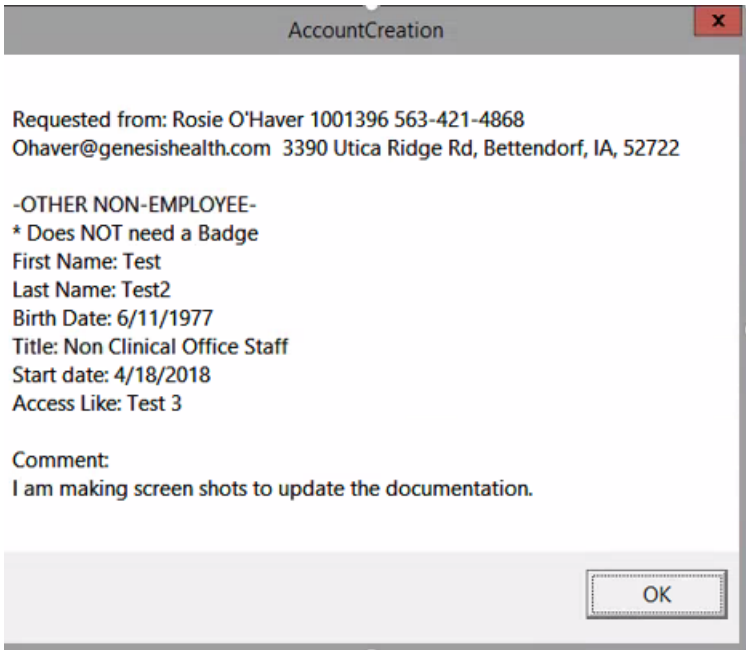 AccountCreation
x
Requested from: Rosie O'Haver 1001396 563-421-4868
Ohaver@genesishealth.com  3390 Utica Ridge Rd, Bettendorf, IA, 52722
-OTHER NON-EMPLOYEE-
* Does NOT need a Badge
First Name: Test
Last Name: Test2
Birth Date: 6/11/1977
Title: Non Clinical Office Staff
Start date: 4/18/2018
Access Like: Test 3
Comment:
I am making screen shots to update the documentation.
OK